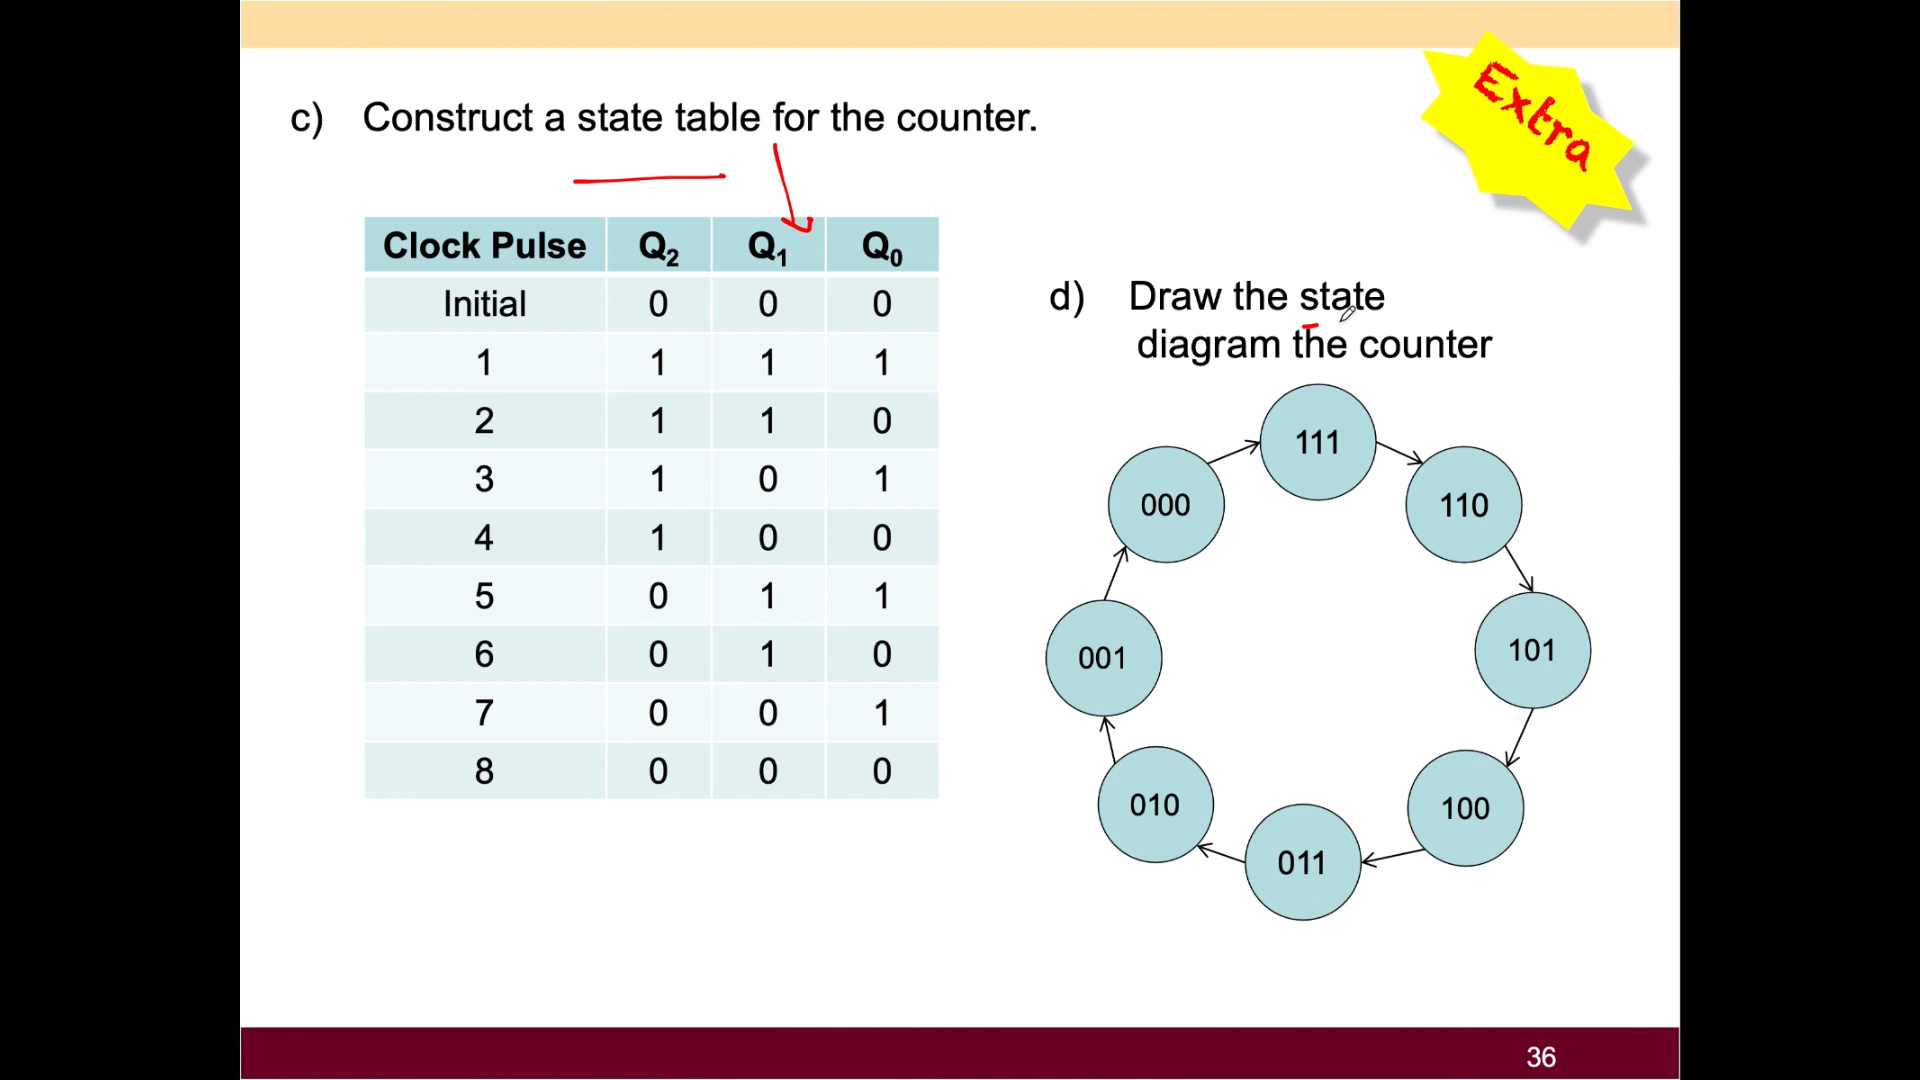 Extra
c) Construct a state table for the counter.
Clock Pulse Q2 Q1 Q0
Initial 0 0 0
1 1 1 1
2 1 1 0
3 1 0 1
4 1 0 0
5 0 1 1
6 0 1 0
7 0 0 1
8 0 0 0
d) Draw the state
diagram the counter
111
000
110
001
101
010
100
011
36